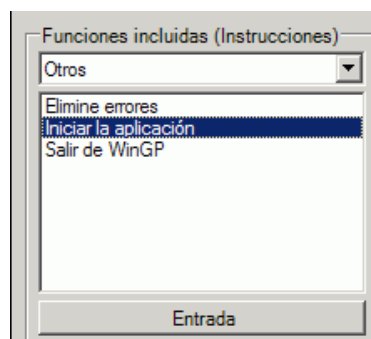 Funciones incluidas (Instrucciones)
Otros
Elimine errores
Iniciar la aplicación
Salir de WinGP
Entrada